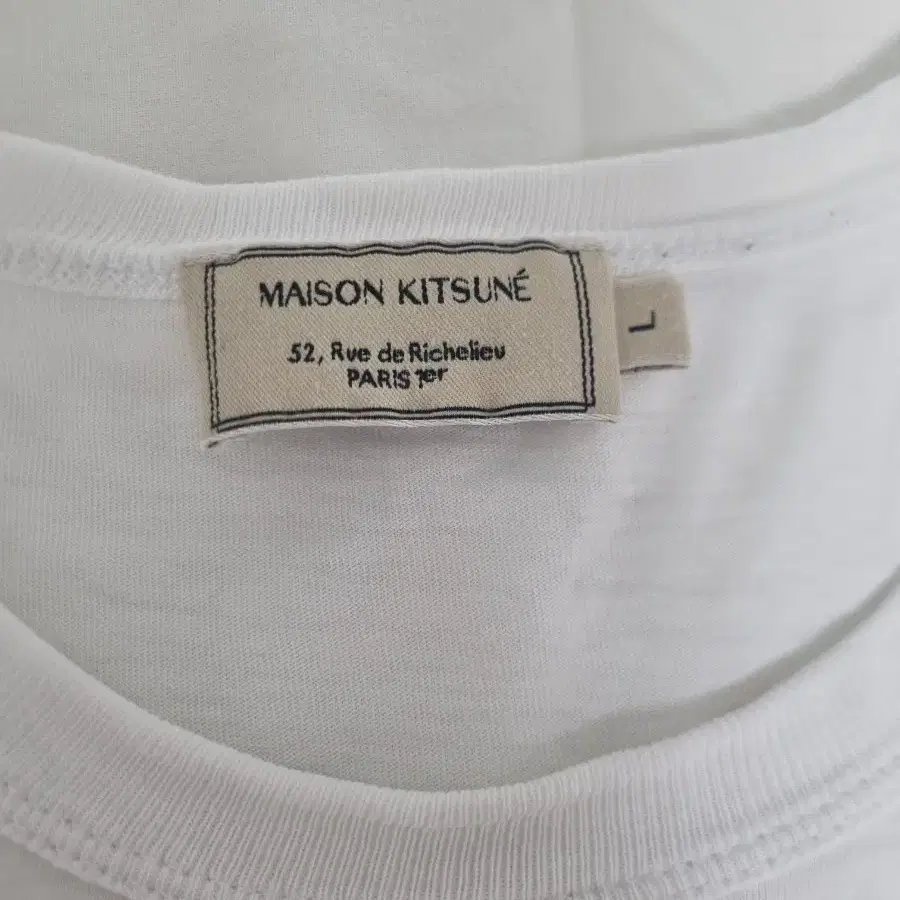 MAISON KITSUNÉ
52, Rue de Richelieu
PARIS 1er
L